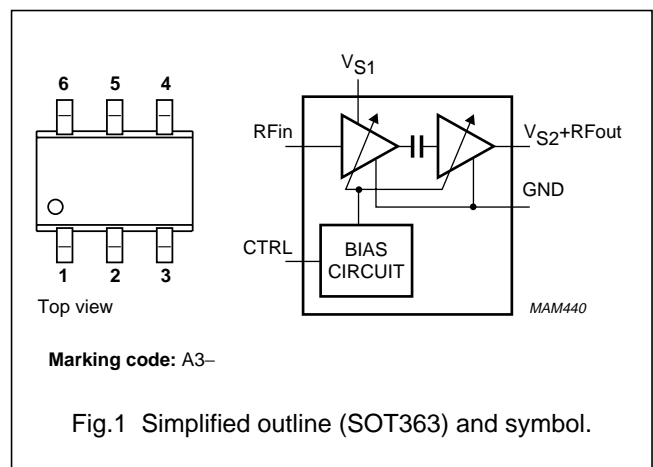 6 5 4
1 2 3
Top view
Marking code: A3–
VS1
RFin
VS2+RFout
GND
CTRL
BIAS
CIRCUIT
MAM440
Fig.1 Simplified outline (SOT363) and symbol.